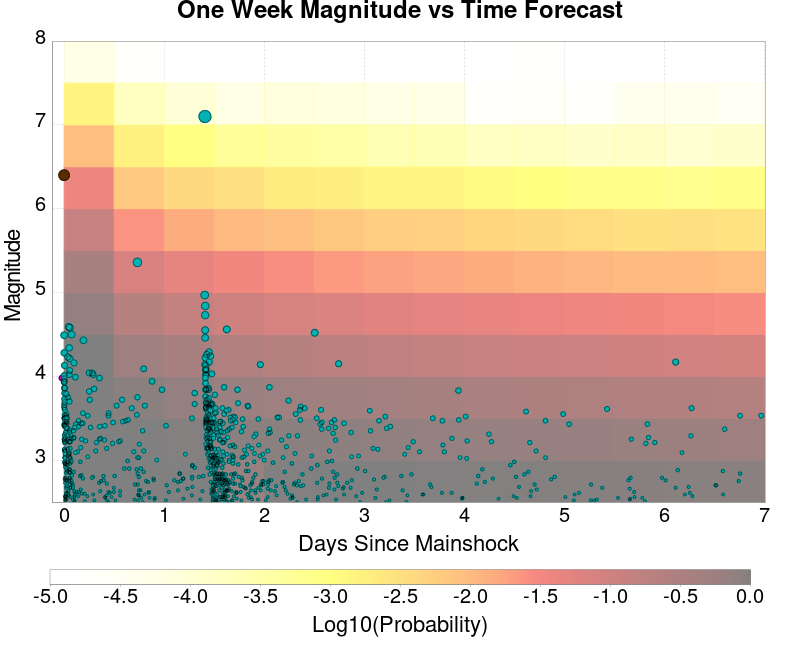 One Week Magnitude vs Time Forecast
8
7
6
5
4
3
Magnitude
0 1 2 3 4 5 6 7
Days Since Mainshock
-5.0 -4.5 -4.0 -3.5 -3.0 -2.5 -2.0 -1.5 -1.0 -0.5 0.0
Log10(Probability)